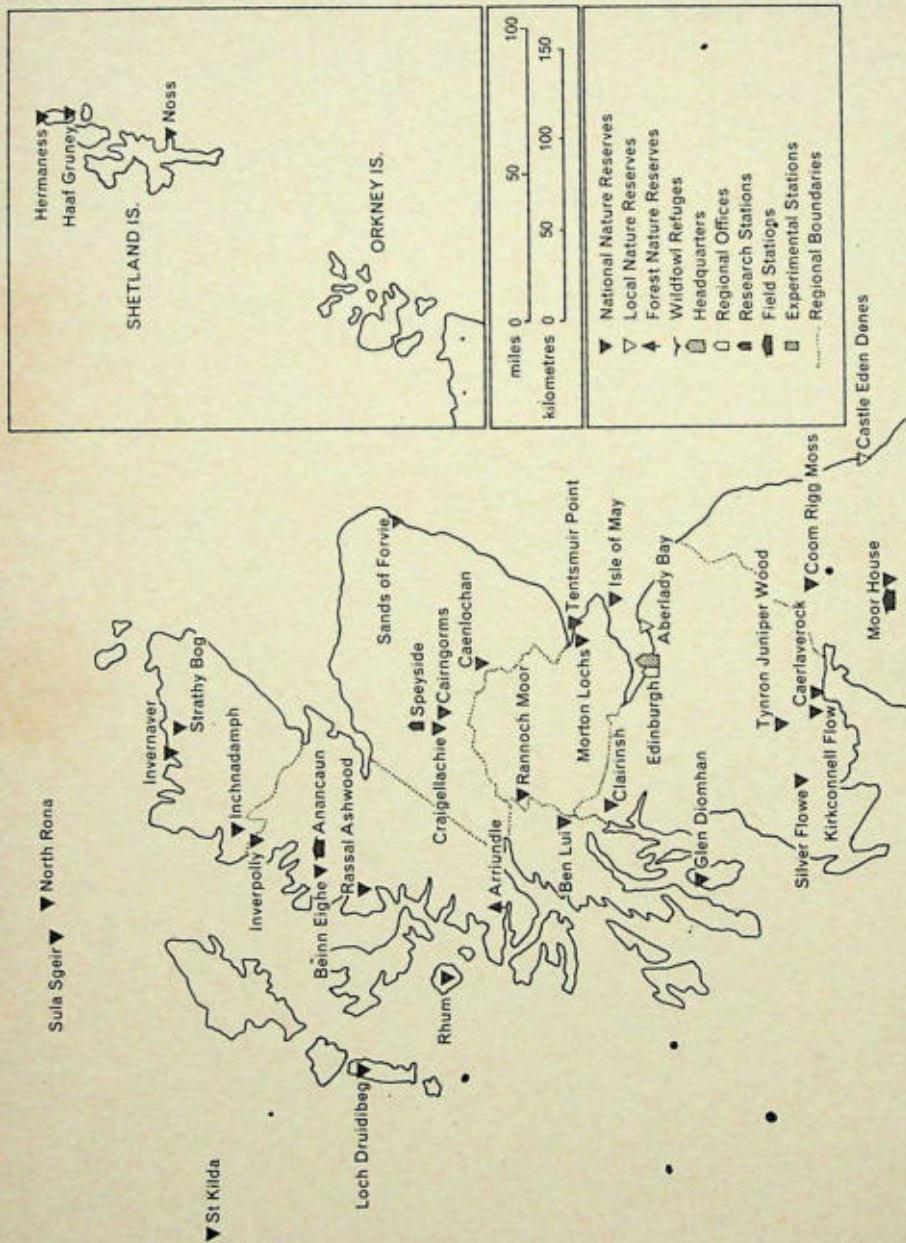 Sula Sgeir
North Rona
St Kilda
Invernaver
Strathy Bog
Inchnadamph
Inverpolly
Beinn Eighe
Anancaun
Rassal Ashwood
Loch Druidibeg
Rhum
Sands of Forvie
Speyside
Craigellachie
Cairngorms
Caenlochan
Arriundle
Rannoch Moor
Tentsmuir Point
Ben Lui
Morton Lochs
Isle of May
Clairinsh
Edinburgh
Aberlady Bay
Glen Diomhan
Tynron Juniper Wood
Silver Flowe
Caerlaverock
Kirkconnell Flow
Coom Rigg Moss
Castle Eden Denes
Moor House
Hermaness
Haaf Gruney
SHETLAND IS.
Noss
ORKNEY IS.
miles 0 50 100
kilometres 0 50 100 150
National Nature Reserves
Local Nature Reserves
Forest Nature Reserves
Wildfowl Refuges
Headquarters
Regional Offices
Research Stations
Field Stations
Experimental Stations
Regional Boundaries